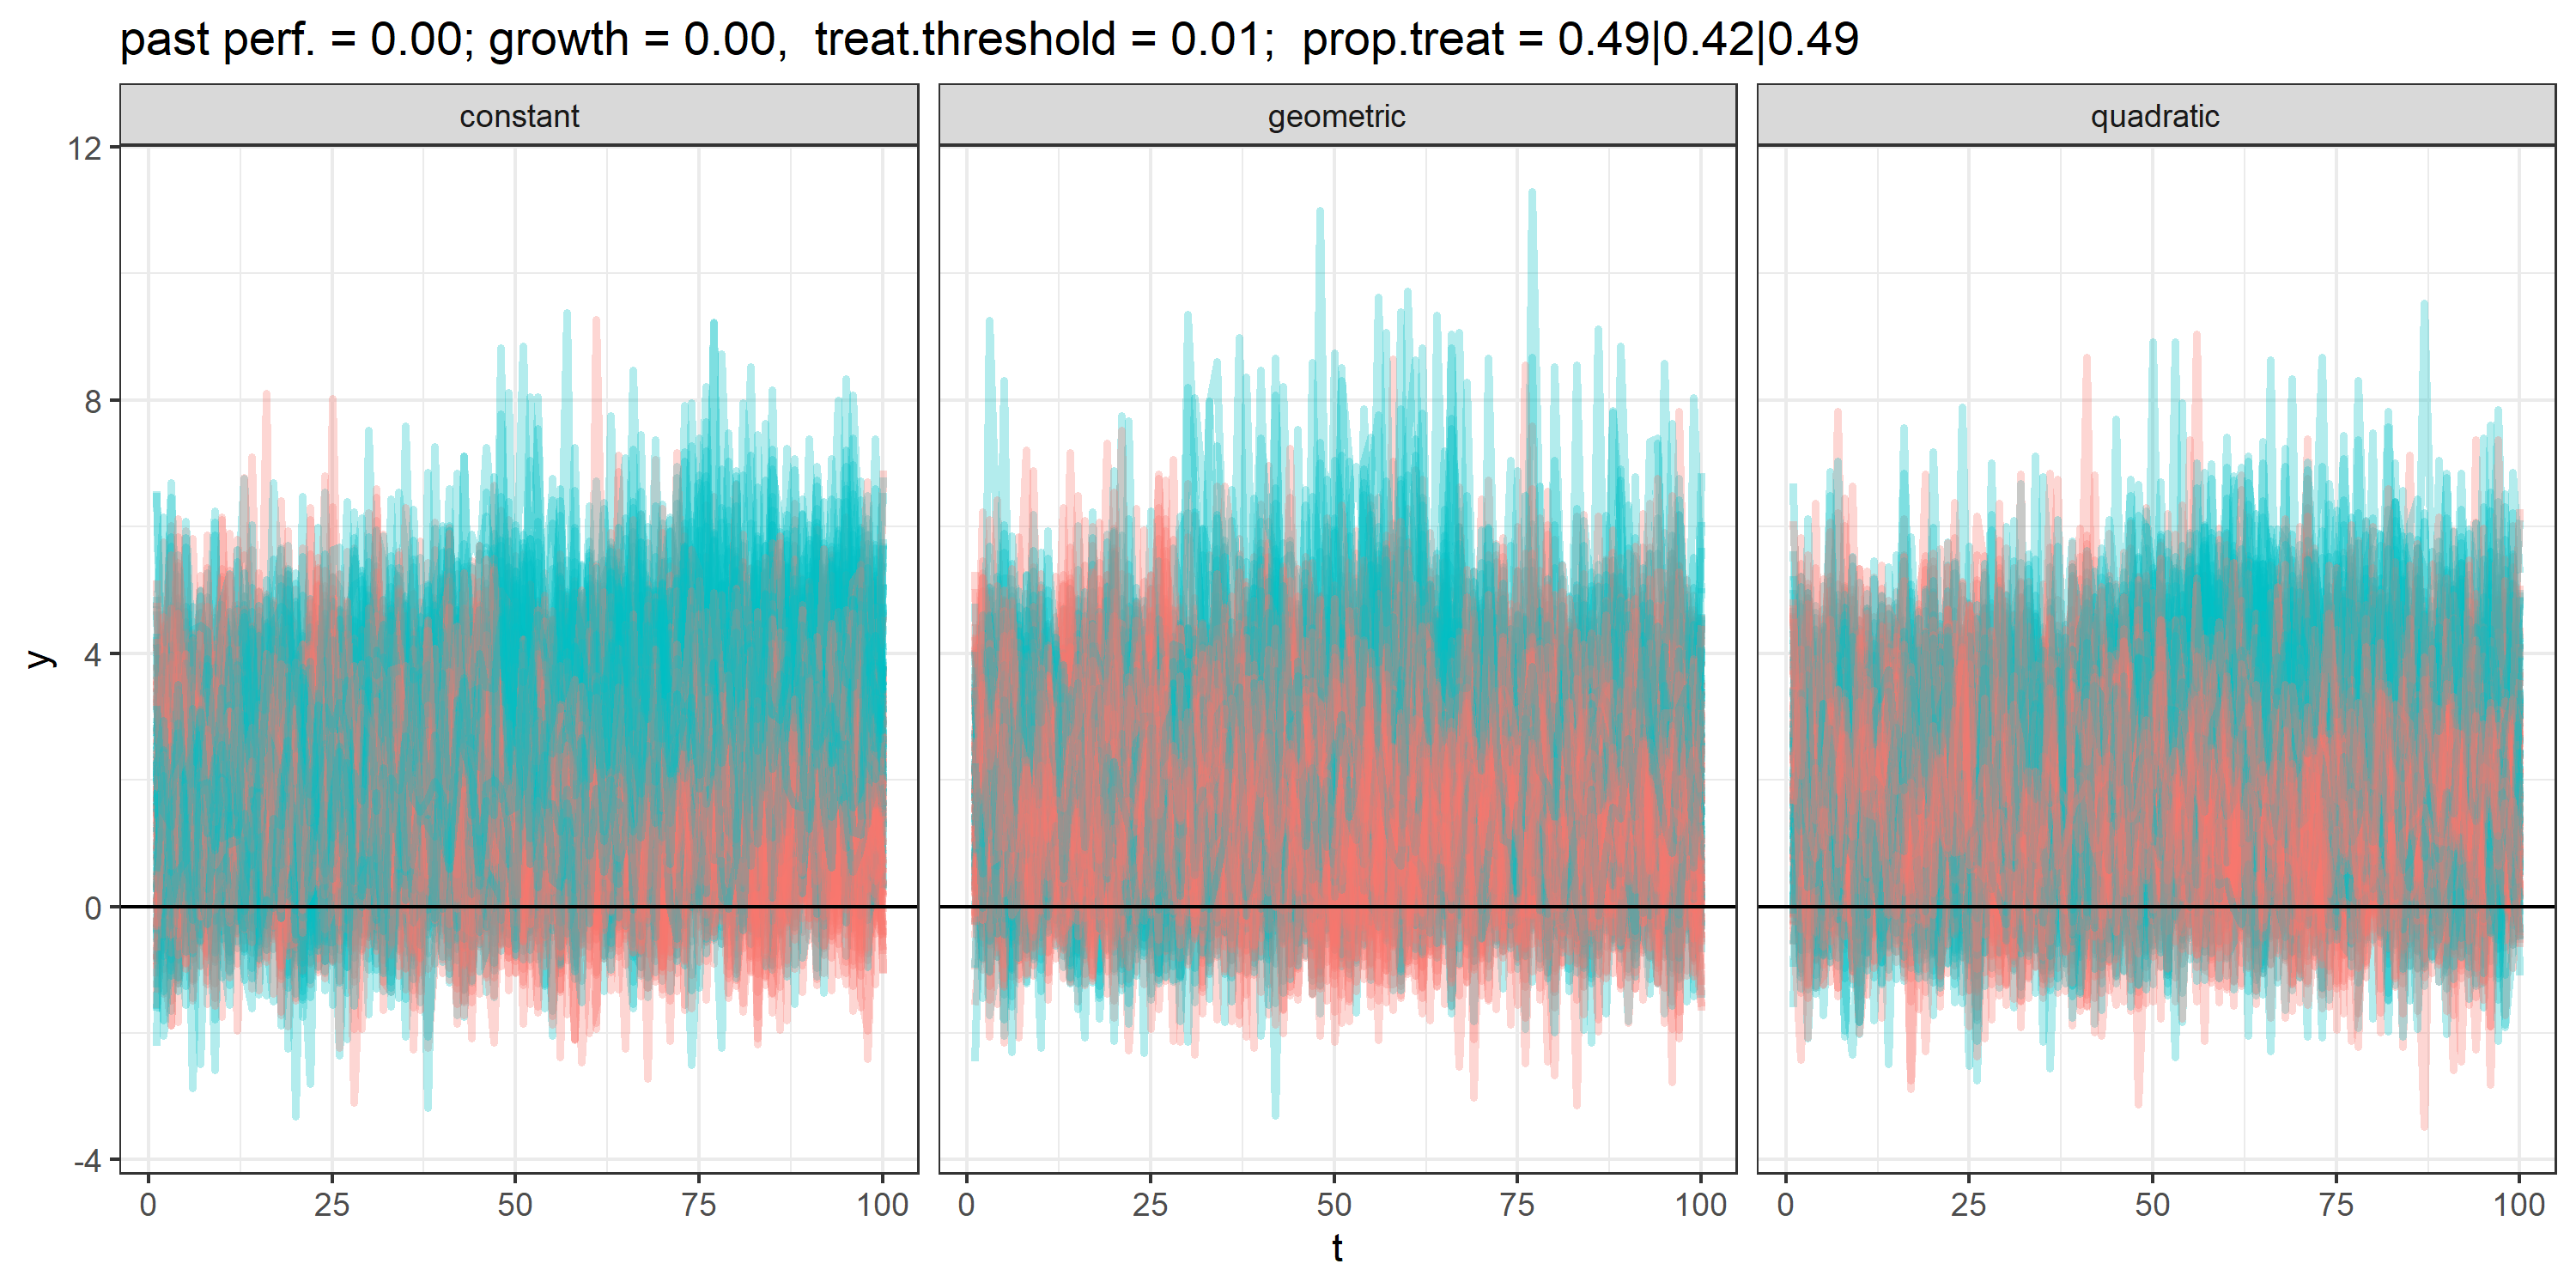 past perf. = 0.00; growth = 0.00,  treat.threshold = 0.01;  prop.treat = 0.49|0.42|0.49
constant geometric quadratic
12
8
4
0
-4
y
0 25 50 75 100 0 25 50 75 100 0 25 50 75 100
t